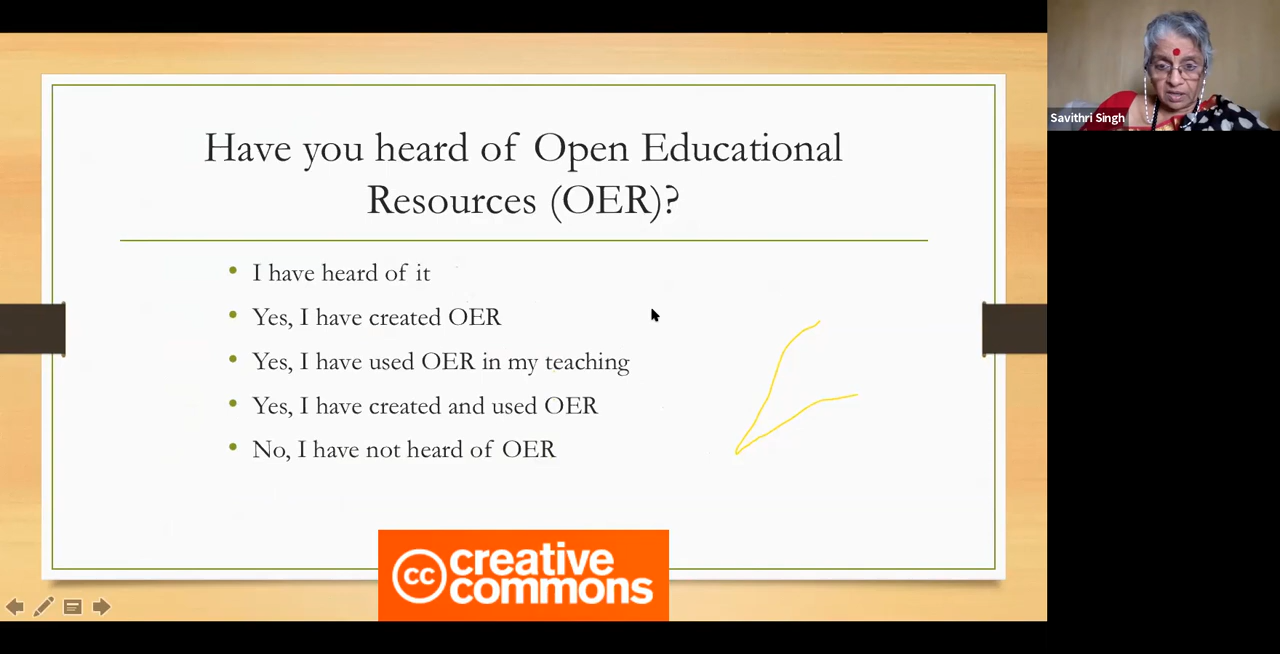 Have you heard of Open Educational
Resources (OER)?
• I have heard of it
• Yes, I have created OER
• Yes, I have used OER in my teaching
• Yes, I have created and used OER
• No, I have not heard of OER
cc creative
commons
Savithri Singh